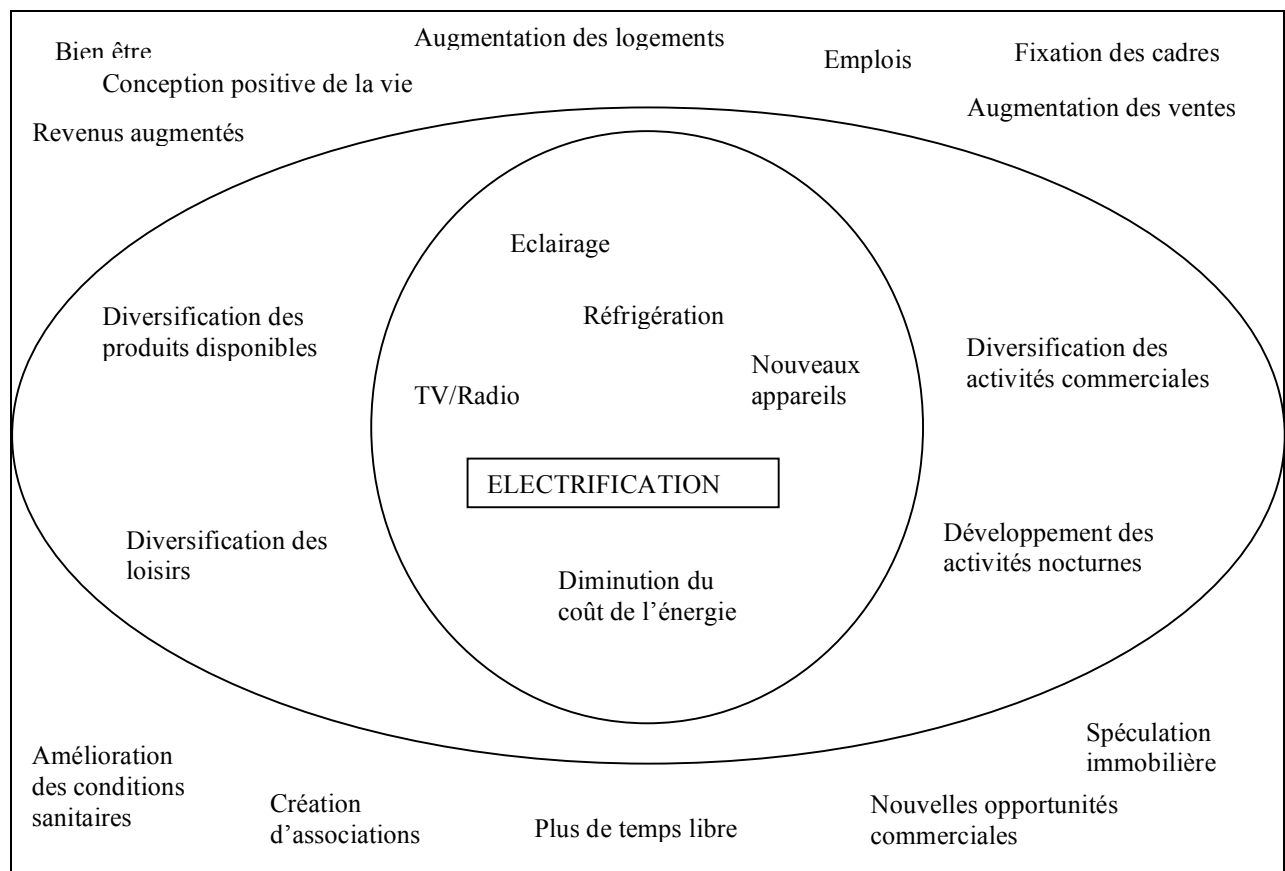 Bien être
Augmentation des logements
Emplois
Fixation des cadres
Conception positive de la vie
Augmentation des ventes
Revenus augmentés
Eclairage
Réfrigération
Diversification des
produits disponibles
Diversification des
activités commerciales
Nouveaux
appareils
TV/Radio
ELECTRIFICATION
Diversification des
loisirs
Développement des
activités nocturnes
Diminution du
coût de l’énergie
Spéculation
immobilière
Amélioration
des conditions
sanitaires
Création
d’associations
Plus de temps libre
Nouvelles opportunités
commerciales